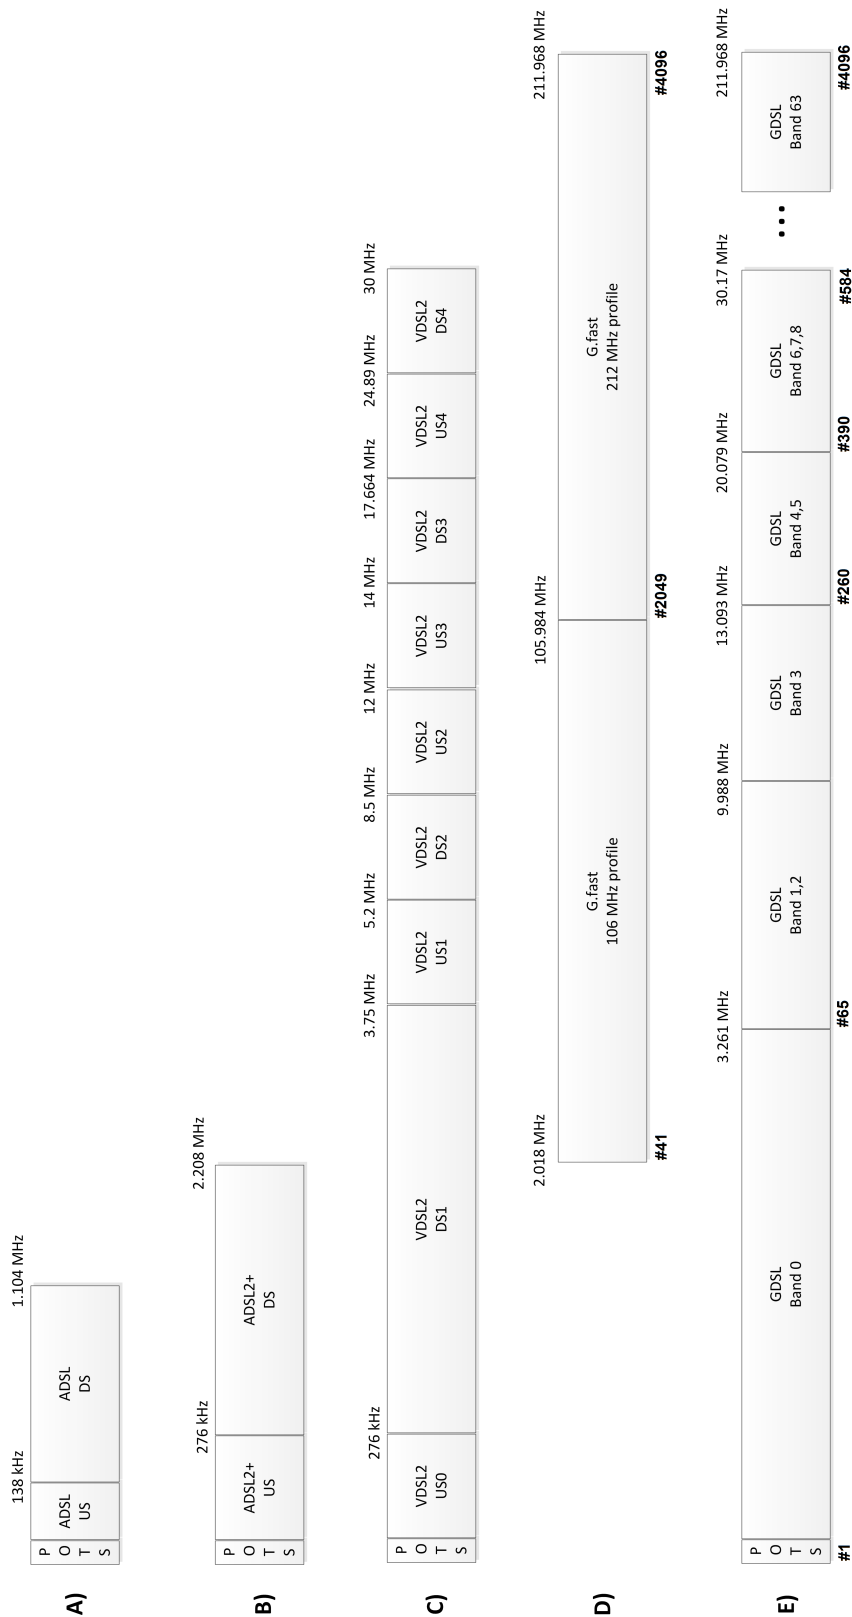 A)
138 kHz
1.104 MHz
P
O
T
S
ADSL
US
ADSL
DS
B)
276 kHz
2.208 MHz
P
O
T
S
ADSL2+
US
ADSL2+
DS
C)
276 kHz
3.75 MHz
5.2 MHz
8.5 MHz
12 MHz
14 MHz
17.664 MHz
24.89 MHz
30 MHz
P
O
T
S
VDSL2
US0
VDSL2
DS1
VDSL2
US1
VDSL2
DS2
VDSL2
US2
VDSL2
US3
VDSL2
DS3
VDSL2
US4
VDSL2
DS4
D)
2.018 MHz
105.984 MHz
211.968 MHz
G.fast
106 MHz profile
G.fast
212 MHz profile
#41
#2049
#4096
E)
3.261 MHz
9.988 MHz
13.093 MHz
20.079 MHz
30.17 MHz
211.968 MHz
P
O
T
S
GDSL
Band 0
GDSL
Band 1,2
GDSL
Band 3
GDSL
Band 4,5
GDSL
Band 6,7,8
...
GDSL
Band 63
#1
#65
#260
#390
#584
#4096